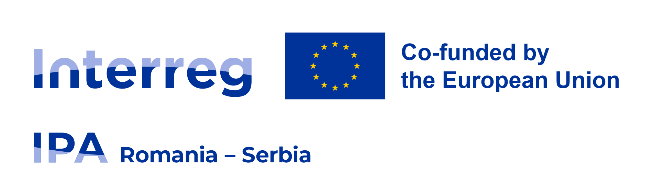 Interreg
Co-funded by
the European Union
IPA Romania – Serbia